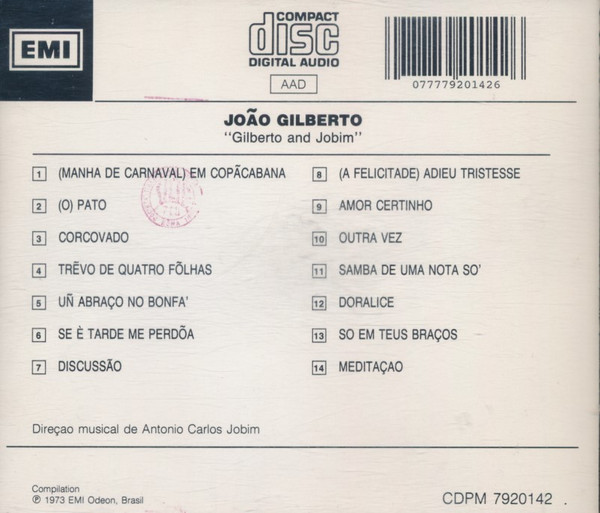 EMI
COMPACT
disc
DIGITAL AUDIO
AAD
077779201426
JOÃO GILBERTO
"Gilberto and Jobim"
1 (MANHA DE CARNAVAL) EM COPÃCABANA
2 (O) PATO
3 CORCOVADO
4 TRẼVO DE QUATRO FÕLHAS
5 UÑ ABRAÇO NO BONFA'
6 SE È TARDE ME PERDÕA
7 DISCUSSÃO
8 (A FELICITADE) ADIEU TRISTESSE
9 AMOR CERTINHO
10 OUTRA VEZ
11 SAMBA DE UMA NOTA SO'
12 DORALICE
13 SO EM TEUS BRAÇOS
14 MEDITAÇAO
Direçao musical de Antonio Carlos Jobim
Compilation
℗ 1973 EMI Odeon, Brasil
CDPM 7920142 .